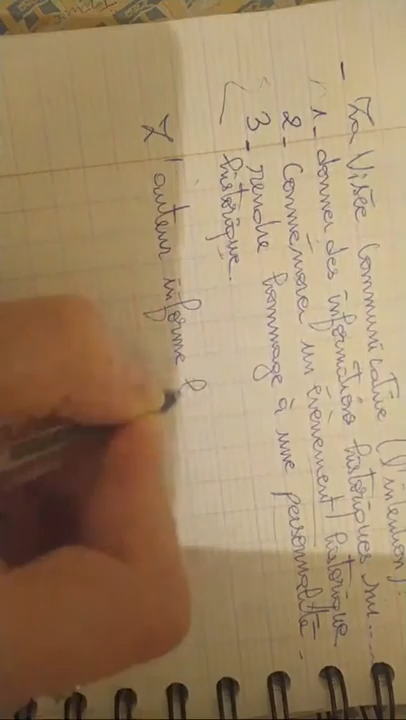 - La Visée Communicative (l'intention).
1- donner des informations historiques sur....
2- Commémorer un évènement historique
3- rendre hommage à une personnalité -
historique.
L'auteur informe l